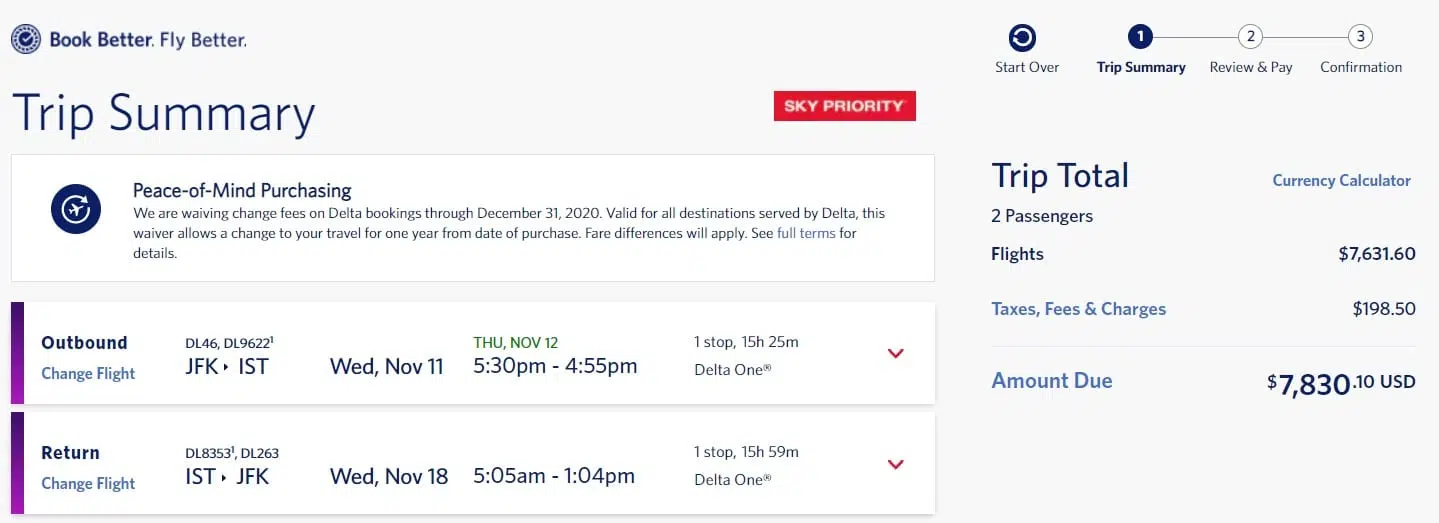 Book Better. Fly Better.
Start Over
1
Trip Summary
2
Review & Pay
3
Confirmation
Trip Summary
SKY PRIORITY
Peace-of-Mind Purchasing
We are waiving change fees on Delta bookings through December 31, 2020. Valid for all destinations served by Delta, this
waiver allows a change to your travel for one year from date of purchase. Fare differences will apply. See full terms for
details.
Outbound
Change Flight
DL46, DL9622¹
JFK ▸ IST
Wed, Nov 11
THU, NOV 12
5:30pm - 4:55pm
1 stop, 15h 25m
Delta One®
Return
Change Flight
DL8353¹, DL263
IST ▸ JFK
Wed, Nov 18
5:05am - 1:04pm
1 stop, 15h 59m
Delta One®
Trip Total
Currency Calculator
2 Passengers
Flights $7,631.60
Taxes, Fees & Charges $198.50
Amount Due $7,830.10 USD